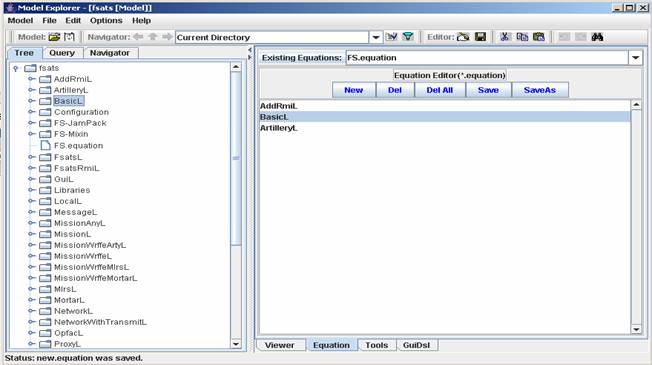 Model Explorer - [fsats [Model]]
Model File Edit Options Help
Model: Navigator: Current Directory Editor:
Tree Query Navigator
fsats
AddRmiL
ArtilleryL
BasicL
Configuration
FS-JamPack
FS-Mixin
FS.equation
FsatsL
FsatsRmiL
GuiL
Libraries
LocalL
MessageL
MissionAnyL
MissionL
MissionWrffeArtyL
MissionWrffeL
MissionWrffeMlrsL
MissionWrffeMortarL
MlrsL
MortarL
NetworkL
NetworkWithTransmitL
OpfacL
ProxyL
Existing Equations: FS.equation
Equation Editor(*.equation)
New Del Del All Save SaveAs
AddRmiL
BasicL
ArtilleryL
Viewer Equation Tools GuiDsl
Status: new.equation was saved.